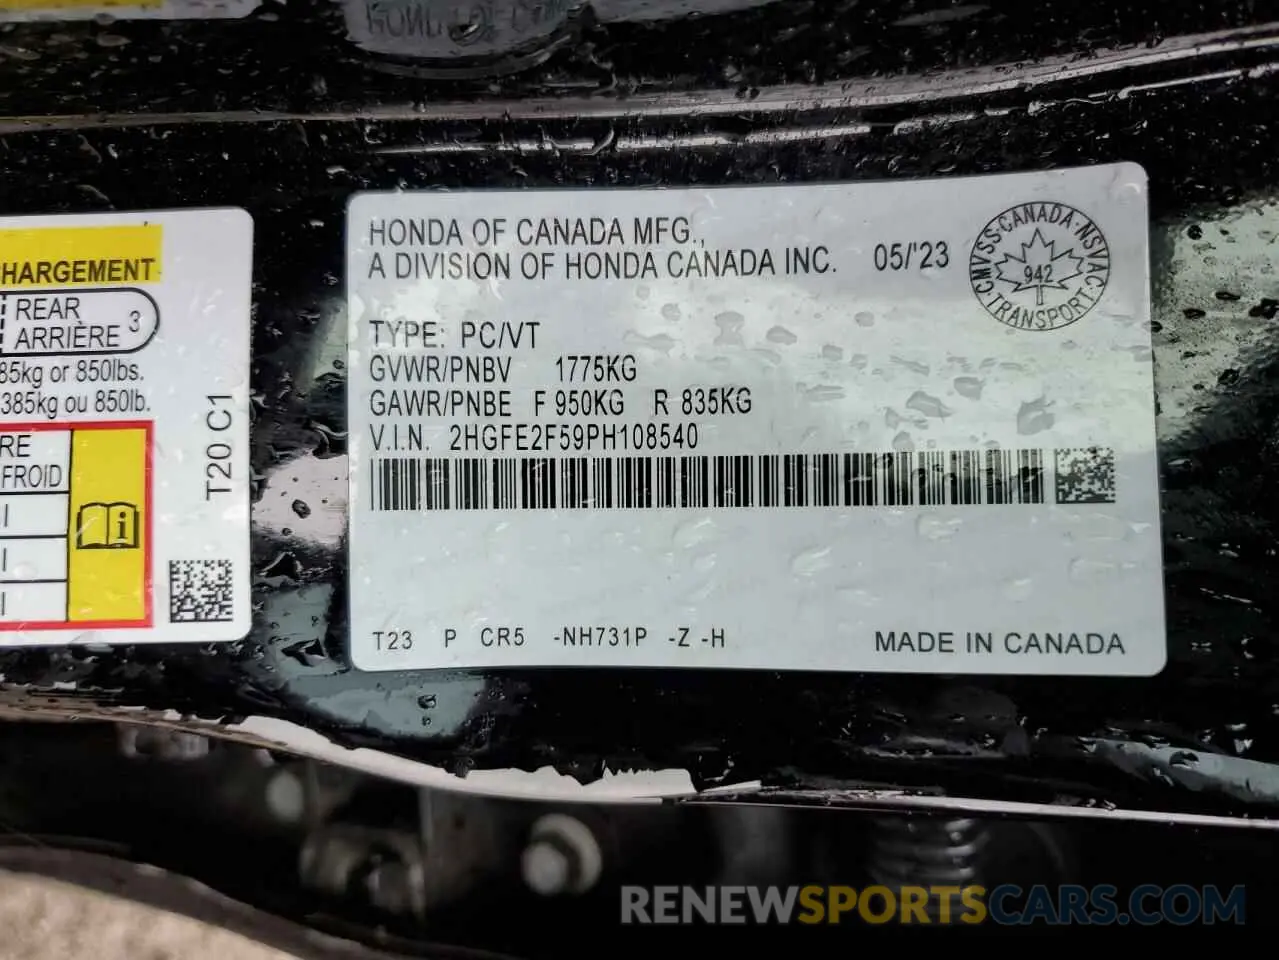 HONDA OF CANADA MFG.,
A DIVISION OF HONDA CANADA INC. 05/'23
CMVSS · CANADA · NSVAC · TRANSPORT ·
942
TYPE: PC/VT
GVWR/PNBV 1775KG
GAWR/PNBE F 950KG R 835KG
V.I.N. 2HGFE2F59PH108540
T23 P CR5 -NH731P -Z -H
MADE IN CANADA
HARGEMENT
REAR
ARRIÈRE 3
85kg or 850lbs.
385kg ou 850lb.
RE
FROID
I
I
I
i
T20 C1
RENEWSPORTSCARS.COM